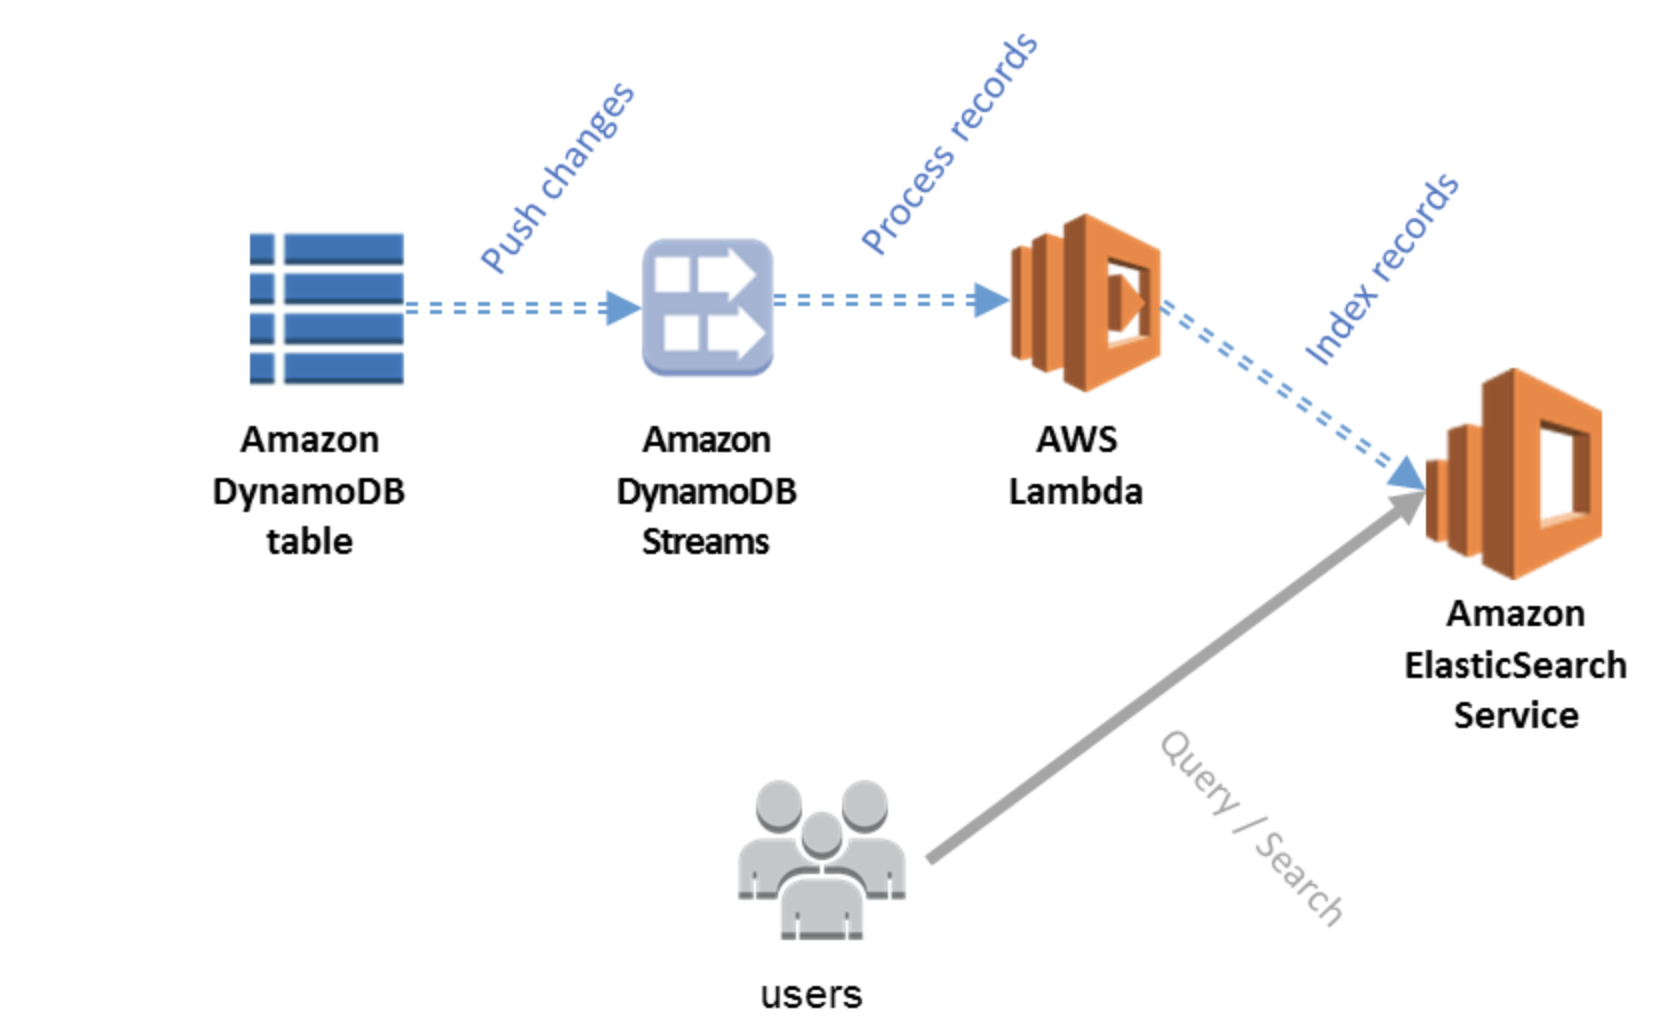 Push changes
Process records
Index records
Amazon
DynamoDB
table
Amazon
DynamoDB
Streams
AWS
Lambda
Amazon
ElasticSearch
Service
Query / Search
users